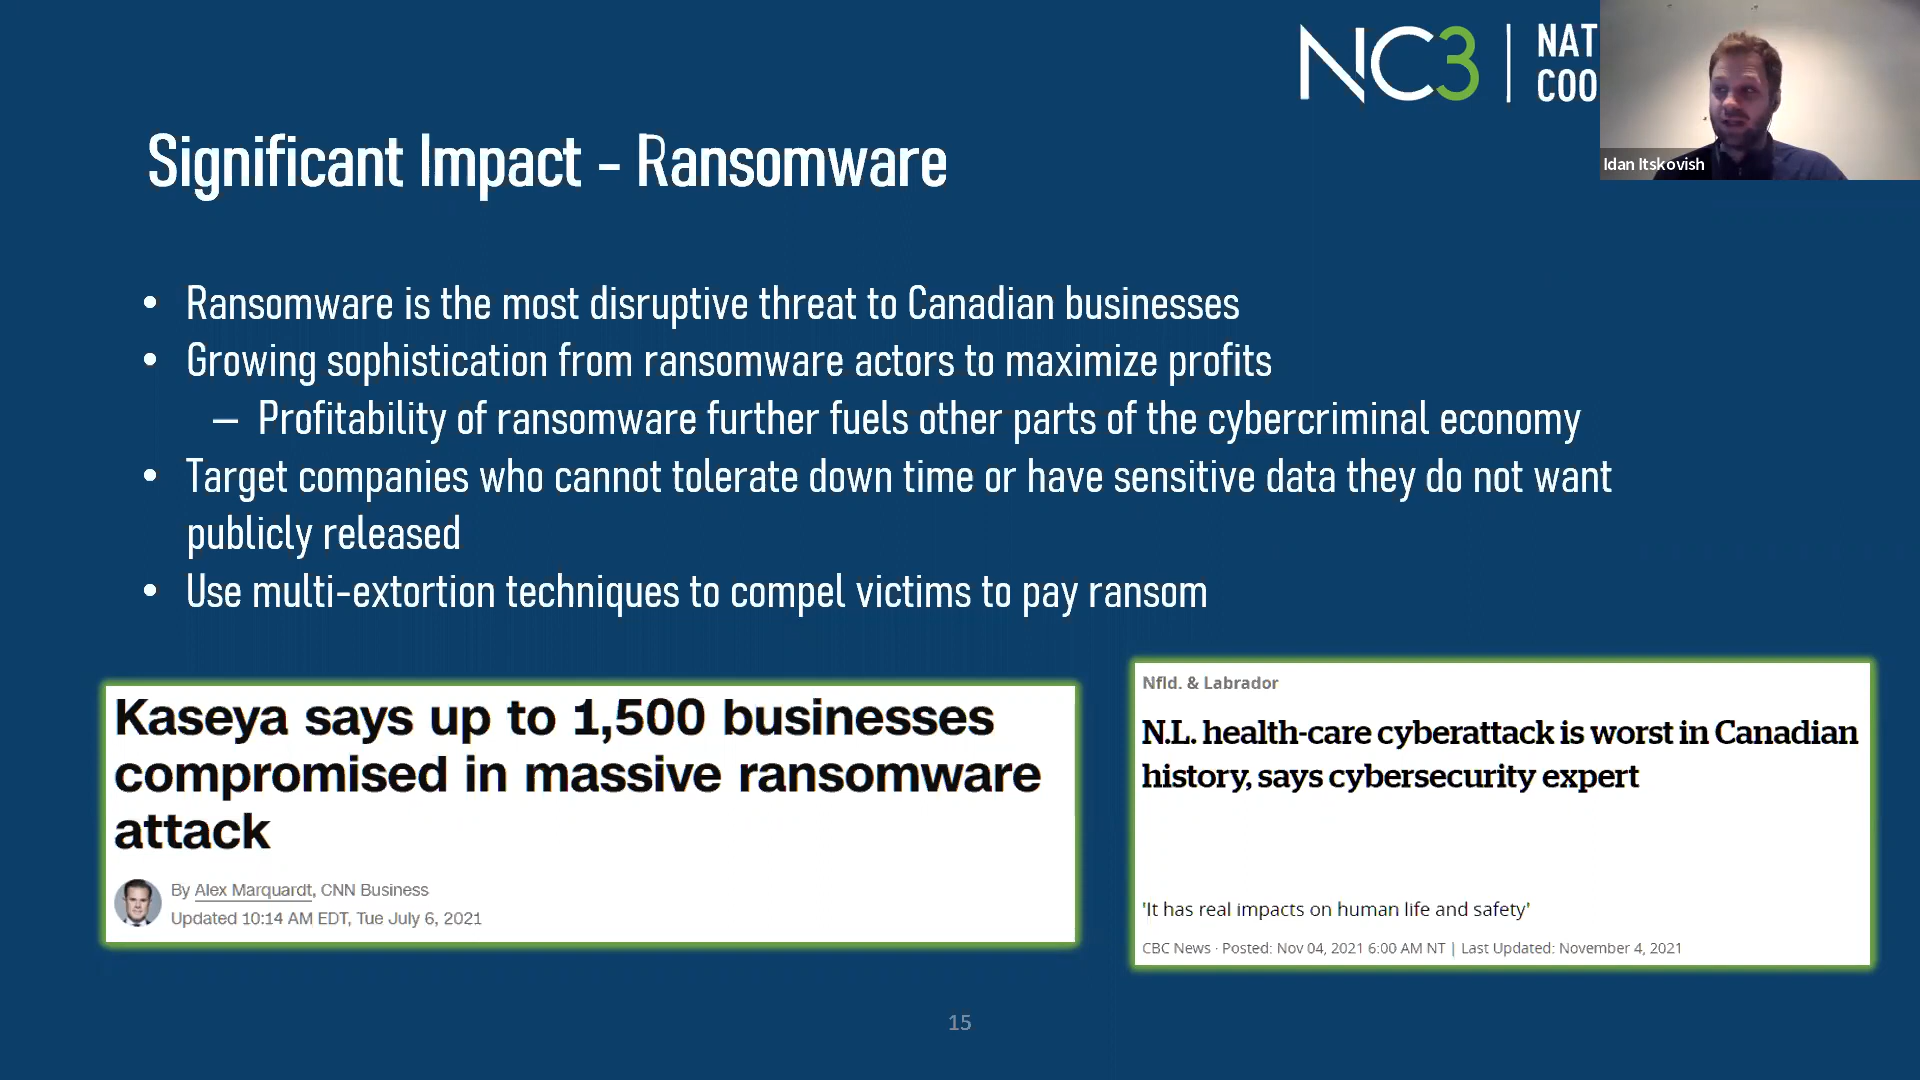 NC3 | NAT
COO
Idan Itskovish
Significant Impact - Ransomware
• Ransomware is the most disruptive threat to Canadian businesses
• Growing sophistication from ransomware actors to maximize profits
– Profitability of ransomware further fuels other parts of the cybercriminal economy
• Target companies who cannot tolerate down time or have sensitive data they do not want
publicly released
• Use multi-extortion techniques to compel victims to pay ransom
Kaseya says up to 1,500 businesses
compromised in massive ransomware
attack
By Alex Marquardt, CNN Business
Updated 10:14 AM EDT, Tue July 6, 2021
Nfld. & Labrador
N.L. health-care cyberattack is worst in Canadian
history, says cybersecurity expert
'It has real impacts on human life and safety'
CBC News · Posted: Nov 04, 2021 6:00 AM NT | Last Updated: November 4, 2021
15